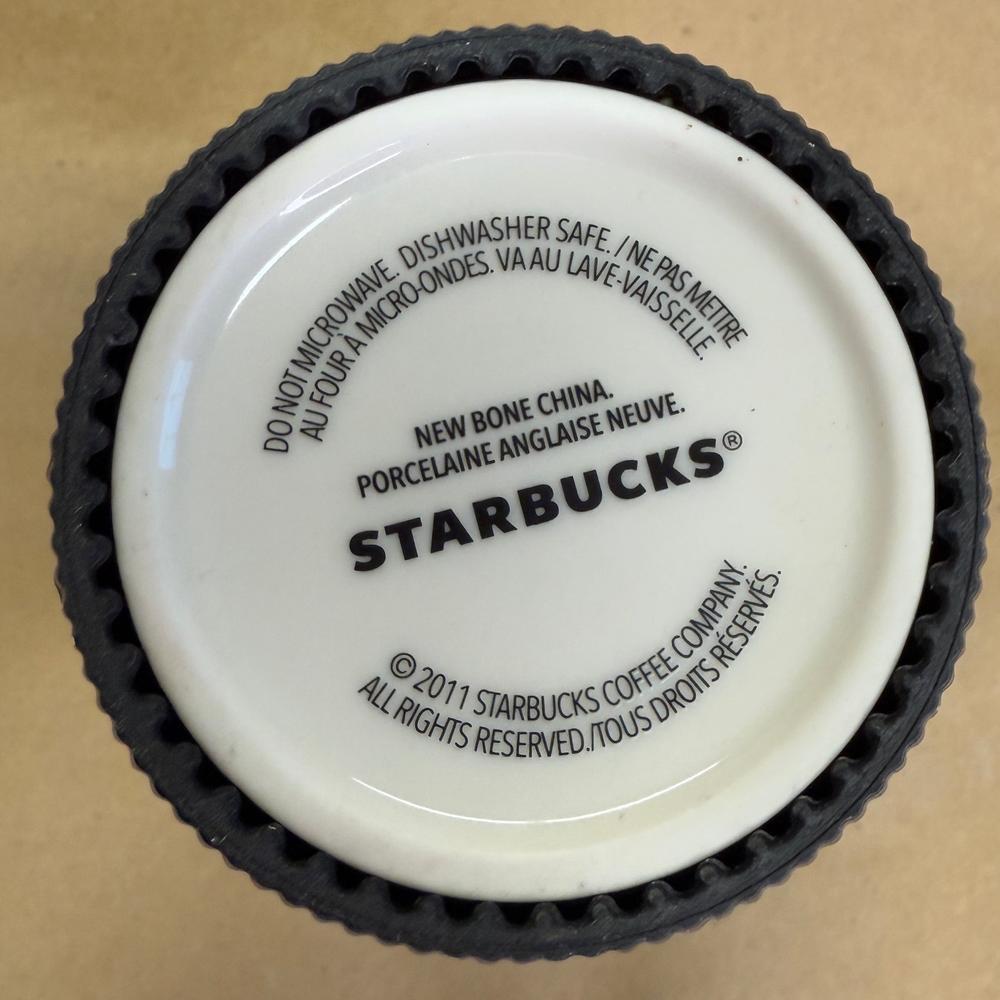 DO NOT MICROWAVE. DISHWASHER SAFE. / NE PAS METTRE
AU FOUR À MICRO-ONDES. VA AU LAVE-VAISSELLE.
NEW BONE CHINA.
PORCELAINE ANGLAISE NEUVE.
STARBUCKS®
© 2011 STARBUCKS COFFEE COMPANY.
ALL RIGHTS RESERVED./TOUS DROITS RÉSERVÉS.